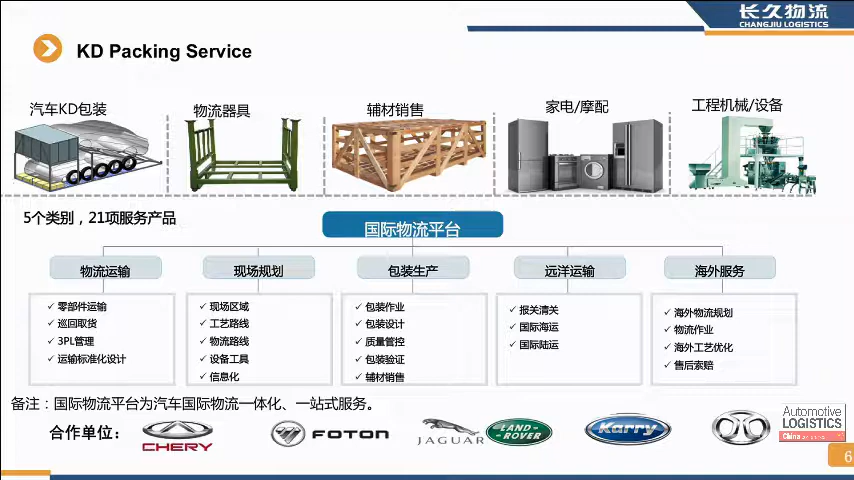 长久物流
CHANGJIU LOGISTICS
KD Packing Service
汽车KD包装
物流器具
辅材销售
家电/摩配
工程机械/设备
5个类别，21项服务产品
国际物流平台
物流运输
现场规划
包装生产
远洋运输
海外服务
✓ 零部件运输
✓ 巡回取货
✓ 3PL管理
✓ 运输标准化设计
✓ 现场区域
✓ 工艺路线
✓ 物流路线
✓ 设备工具
✓ 信息化
✓ 包装作业
✓ 包装设计
✓ 质量管控
✓ 包装验证
✓ 辅材销售
✓ 报关清关
✓ 国际海运
✓ 国际陆运
✓ 海外物流规划
✓ 物流作业
✓ 海外工艺优化
✓ 售后索赔
备注：国际物流平台为汽车国际物流一体化、一站式服务。
合作单位：
CHERY
FOTON
JAGUAR
LAND-
ROVER
Karry
Automotive
LOGISTICS
China
6